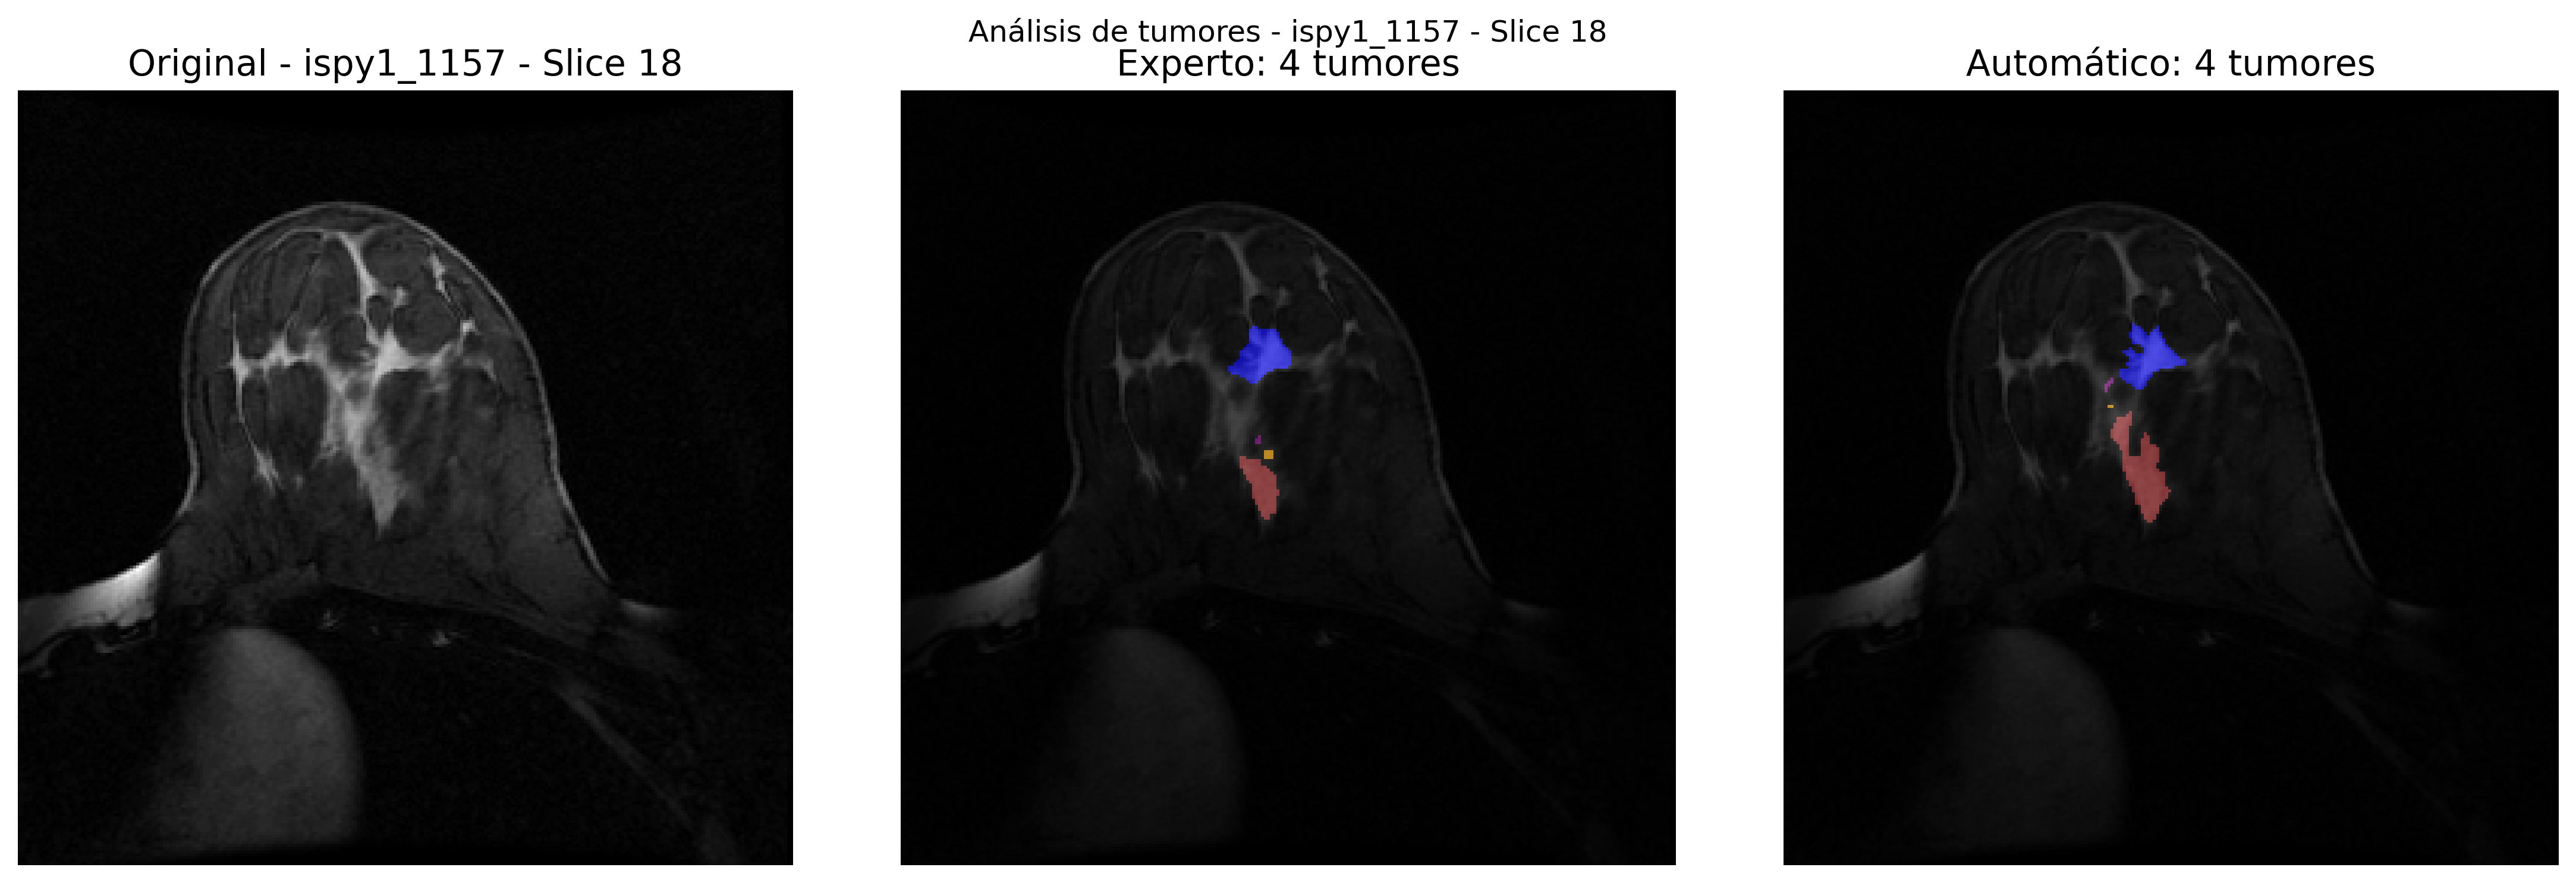 Análisis de tumores - ispy1_1157 - Slice 18
Original - ispy1_1157 - Slice 18
Experto: 4 tumores
Automático: 4 tumores